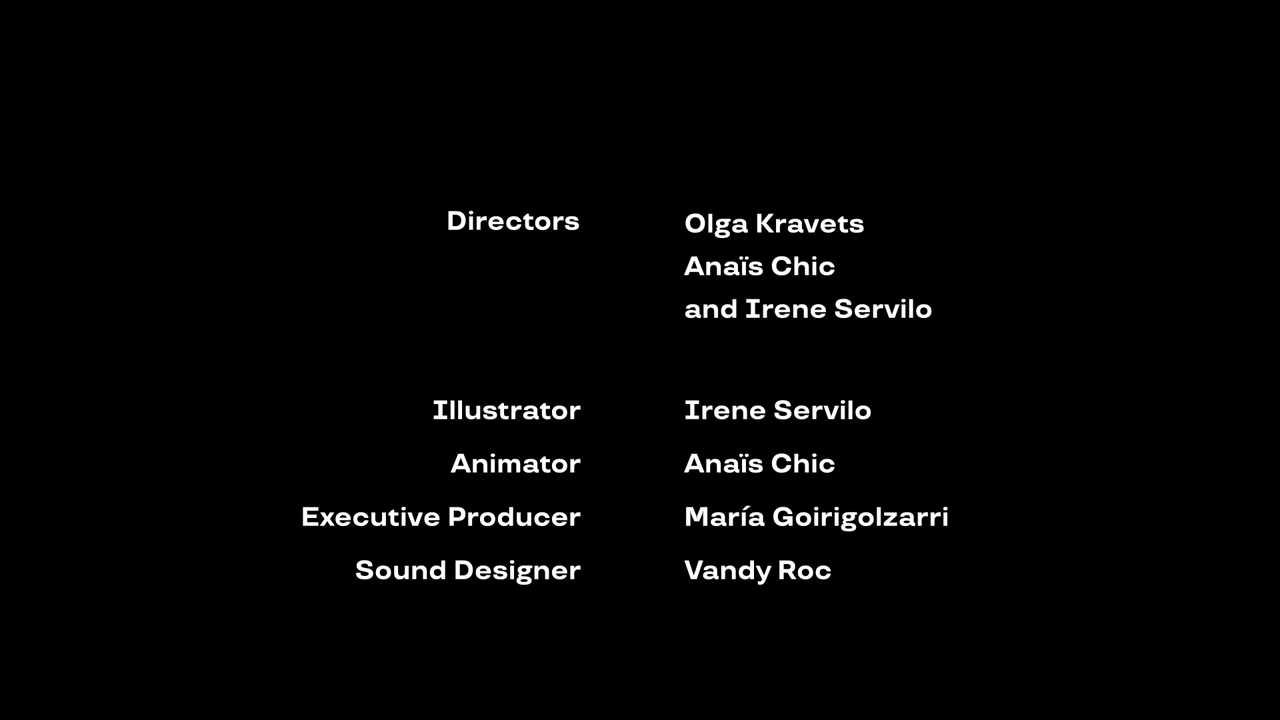 Directors Olga Kravets
Anaïs Chic
and Irene Servilo
Illustrator Irene Servilo
Animator Anaïs Chic
Executive Producer María Goirigolzarri
Sound Designer Vandy Roc